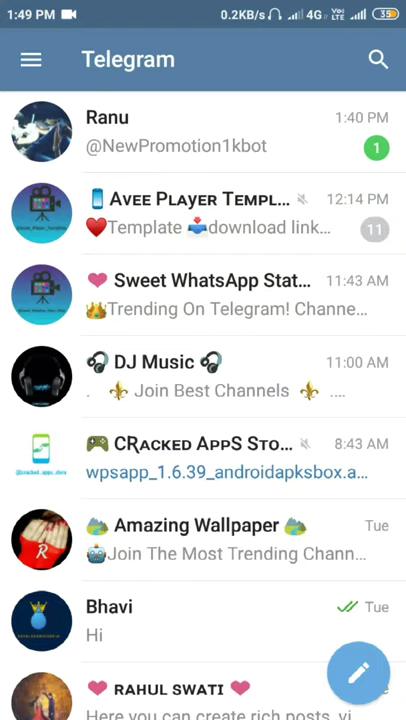 1:49 PM 0.2KB/s 4G VoLTE 35
Telegram
Ranu 1:40 PM
@NewPromotion1kbot 1
📱Avee Player Templ... 12:14 PM
❤️Template 📥download link... 11
💗 Sweet WhatsApp Stat... 11:43 AM
👑Trending On Telegram! Channe...
🎧 DJ Music 🎧 11:00 AM
. ⚜️ Join Best Channels ⚜️ ....
🎮 CRacked AppS Sto... 8:43 AM
wpsapp_1.6.39_androidapksbox.a...
🏞 Amazing Wallpaper 🏞 Tue
🤖Join The Most Trending Chann...
R
Bhavi Tue
Hi
💗 RAHUL SWATI 💗
Here you can create rich posts, vi